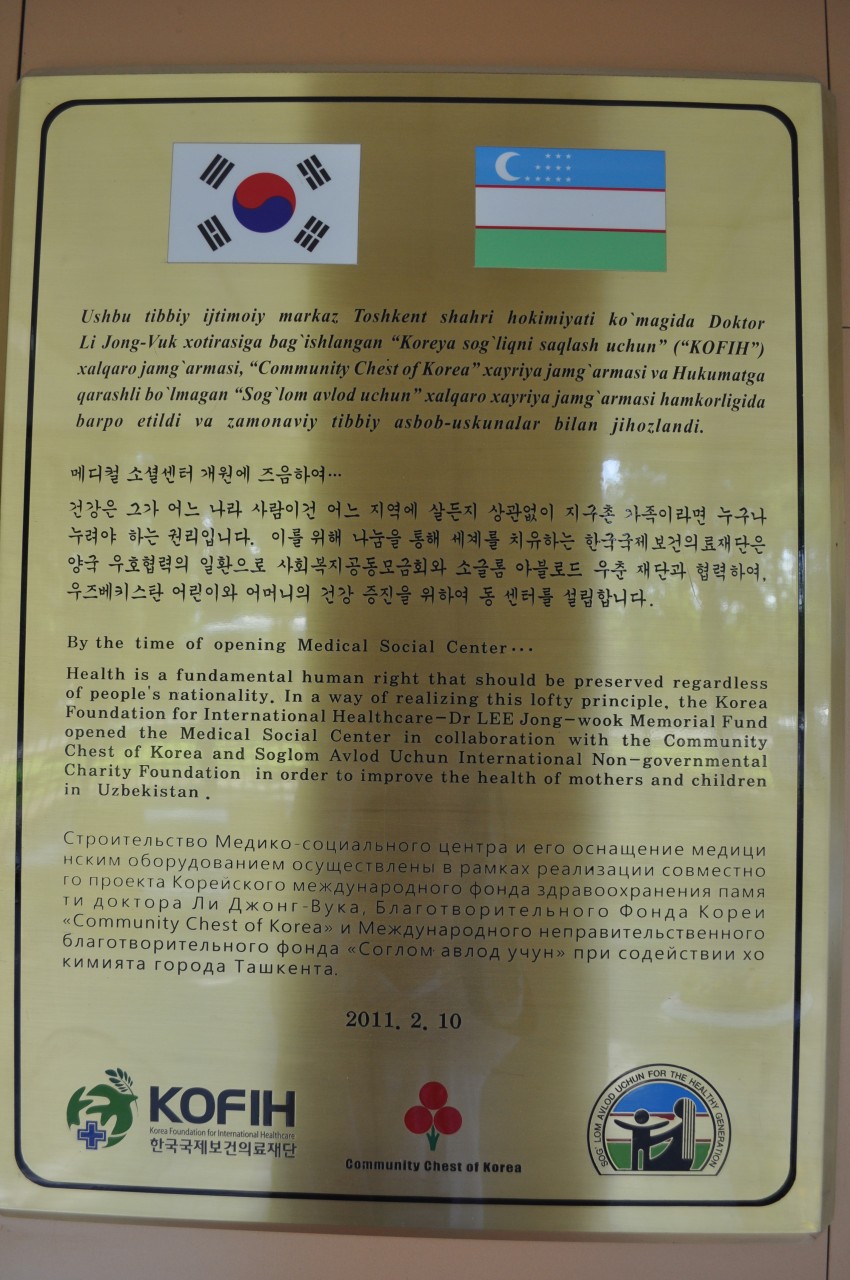 Ushbu tibbiy ijtimoiy markaz Toshkent shahri hokimiyati ko`magida Doktor
Li Jong-Vuk xotirasiga bag`ishlangan “Koreya sog`liqni saqlash uchun” (“KOFIH”)
xalqaro jamg`armasi, “Community Chest of Korea” xayriya jamg`armasi va Hukumatga
qarashli bo`lmagan “Sog`lom avlod uchun” xalqaro xayriya jamg`armasi hamkorligida
barpo etildi va zamonaviy tibbiy asbob-uskunalar bilan jihozlandi.
메디컬 소셜센터 개원에 즈음하여…
건강은 그가 어느 나라 사람이건 어느 지역에 살든지 상관없이 지구촌 가족이라면 누구나
누려야 하는 권리입니다. 이를 위해 나눔을 통해 세계를 치유하는 한국국제보건의료재단은
양국 우호협력의 일환으로 사회복지공동모금회와 소글롬 아블로드 우춘 재단과 협력하여,
우즈베키스탄 어린이와 어머니의 건강 증진을 위하여 동 센터를 설립합니다.
By the time of opening Medical Social Center…
Health is a fundamental human right that should be preserved regardless
of people's nationality. In a way of realizing this lofty principle, the Korea
Foundation for International Healthcare-Dr LEE Jong-wook Memorial Fund
opened the Medical Social Center in collaboration with the Community
Chest of Korea and Soglom Avlod Uchun International Non-governmental
Charity Foundation in order to improve the health of mothers and children
in Uzbekistan .
Строительство Медико-социального центра и его оснащение медици
нским оборудованием осуществлены в рамках реализации совместно
го проекта Корейского международного фонда здравоохранения памя
ти доктора Ли Джонг-Вука, Благотворительного Фонда Кореи
«Community Chest of Korea» и Международного неправительственного
благотворительного фонда «Соглом авлод учун» при содействии хо
кимията города Ташкента.
2011. 2. 10
KOFIH
Korea Foundation for International Healthcare
한국국제보건의료재단
Community Chest of Korea
SOG'LOM AVLOD UCHUN FOR THE HEALTHY GENERATION